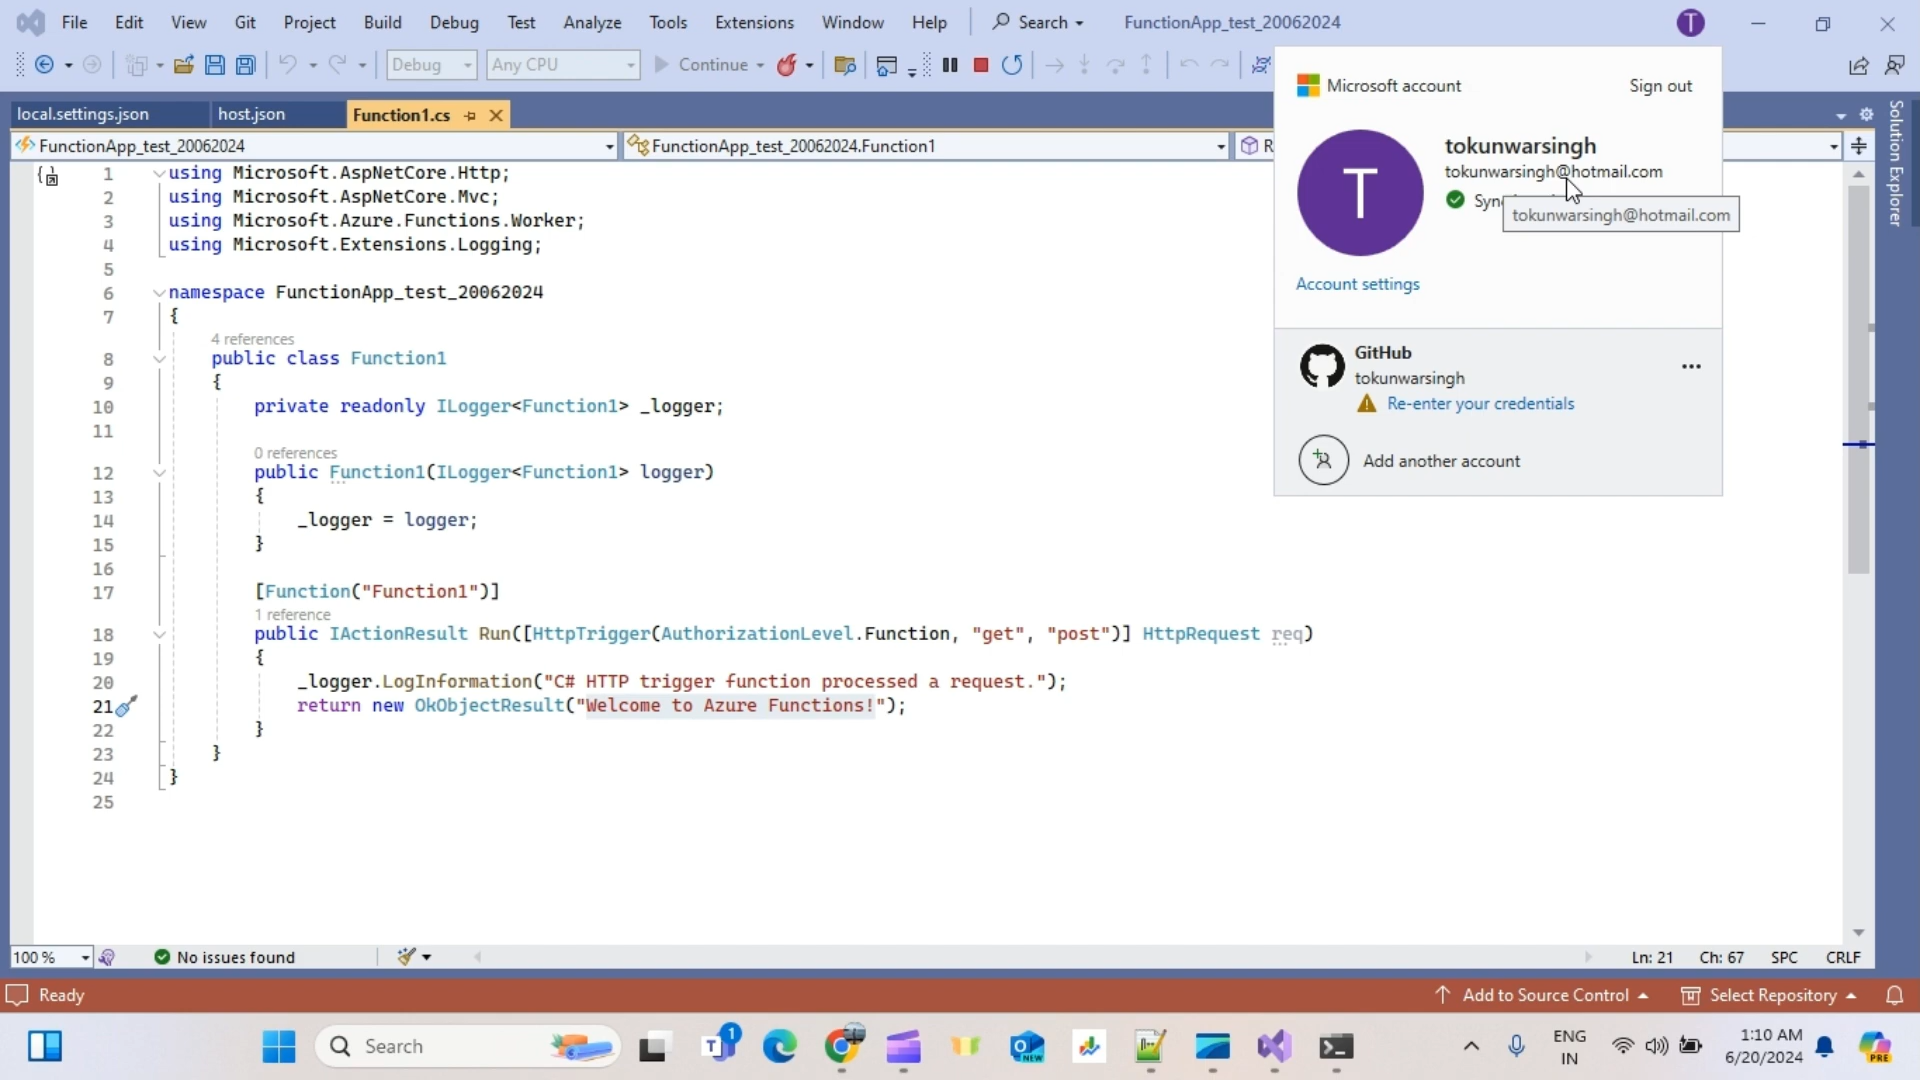 File Edit View Git Project Build Debug Test Analyze Tools Extensions Window Help Search FunctionApp_test_20062024 T
Debug Any CPU Continue
Microsoft account Sign out
T
tokunwarsingh
tokunwarsingh@hotmail.com
tokunwarsingh@hotmail.com
Account settings
GitHub
tokunwarsingh
Re-enter your credentials
Add another account
local.settings.json host.json Function1.cs
FunctionApp_test_20062024 FunctionApp_test_20062024.Function1
Solution Explorer
1 using Microsoft.AspNetCore.Http;
2 using Microsoft.AspNetCore.Mvc;
3 using Microsoft.Azure.Functions.Worker;
4 using Microsoft.Extensions.Logging;
5
6 namespace FunctionApp_test_20062024
7 {
4 references
8 public class Function1
9 {
10 private readonly ILogger<Function1> _logger;
11
0 references
12 public Function1(ILogger<Function1> logger)
13 {
14 _logger = logger;
15 }
16
17 [Function("Function1")]
1 reference
18 public IActionResult Run([HttpTrigger(AuthorizationLevel.Function, "get", "post")] HttpRequest req)
19 {
20 _logger.LogInformation("C# HTTP trigger function processed a request.");
21 return new OkObjectResult("Welcome to Azure Functions!");
22 }
23 }
24 }
25
100 % No issues found Ln: 21 Ch: 67 SPC CRLF
Ready Add to Source Control Select Repository
Search 1 NEW ENG 1:10 AM PRE
IN 6/20/2024